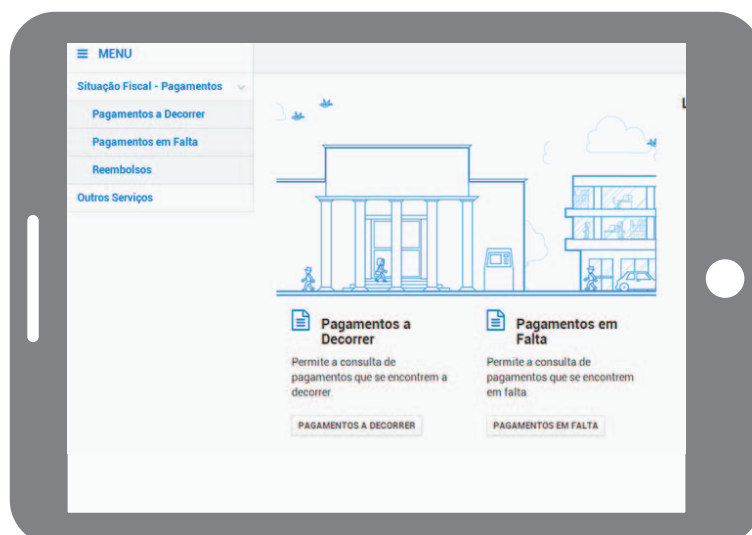 MENU
Situação Fiscal - Pagamentos
Pagamentos a Decorrer
Pagamentos em Falta
Reembolsos
Outros Serviços
L
Pagamentos a
Decorrer
Permite a consulta de
pagamentos que se encontrem a
decorrer
PAGAMENTOS A DECORRER
Pagamentos em
Falta
Permite a consulta de
pagamentos que se encontrem
em falta
PAGAMENTOS EM FALTA